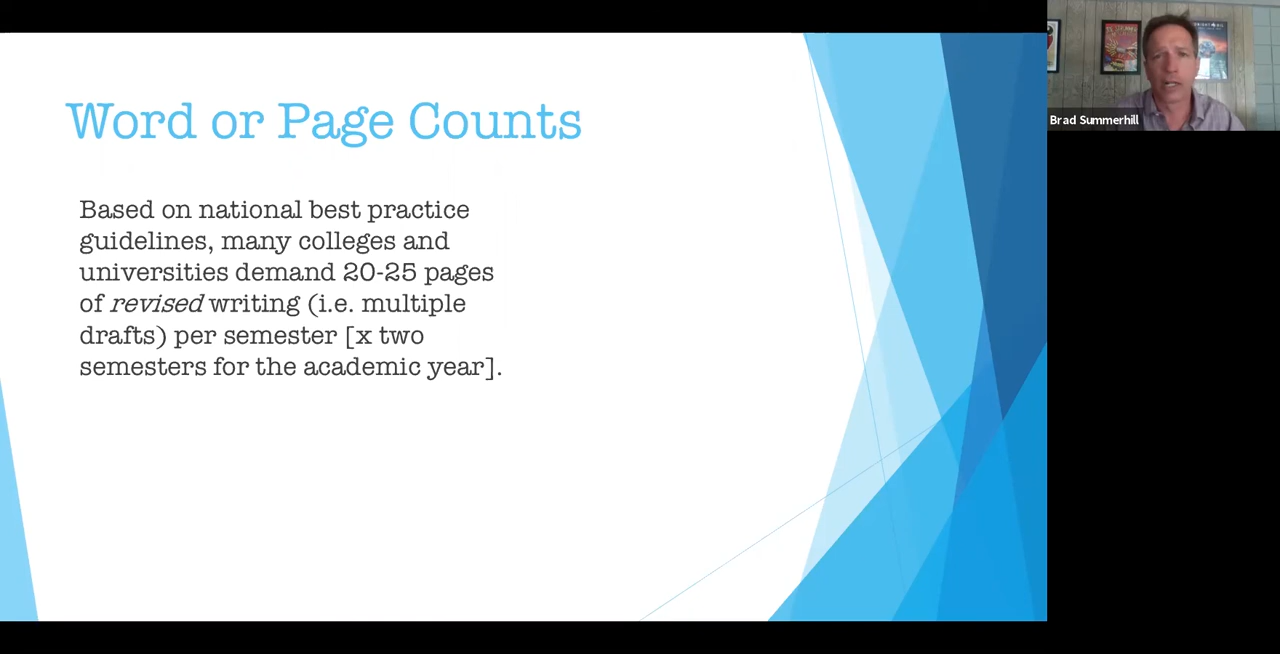 Word or Page Counts
Based on national best practice
guidelines, many colleges and
universities demand 20-25 pages
of revised writing (i.e. multiple
drafts) per semester [x two
semesters for the academic year].
Brad Summerhill